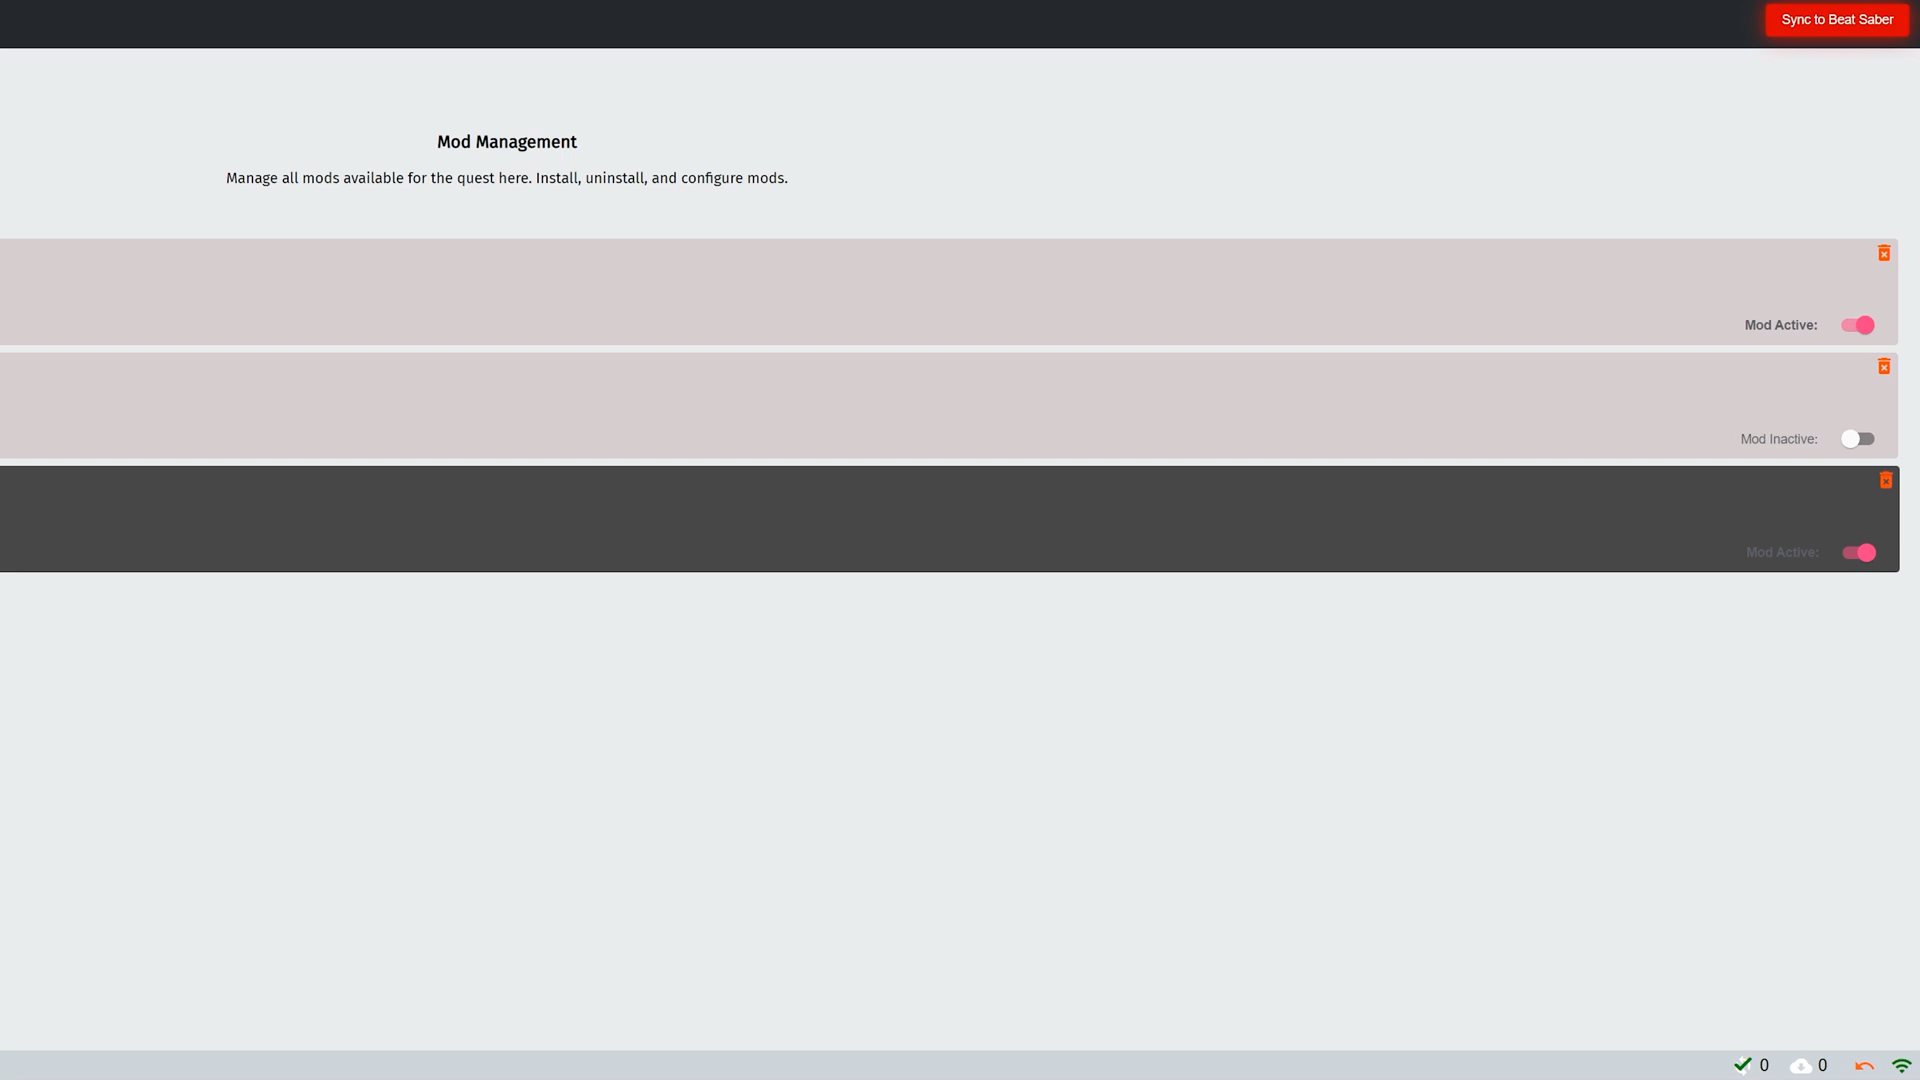 Sync to Beat Saber
Mod Management
Manage all mods available for the quest here. Install, uninstall, and configure mods.
Mod Active:
Mod Inactive:
Mod Active:
0 0